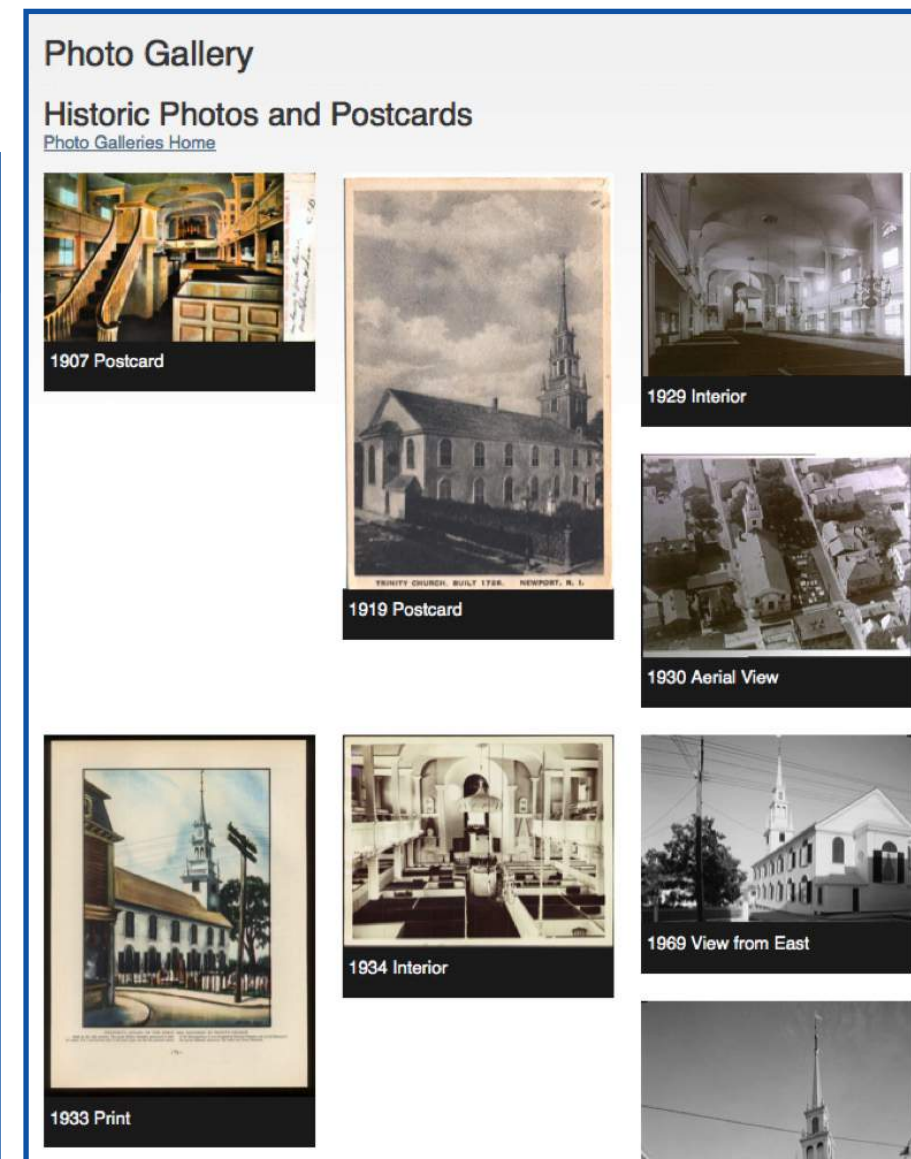 Photo Gallery
Historic Photos and Postcards
Photo Galleries Home
1907 Postcard
TRINITY CHURCH, BUILT 1726. NEWPORT, R. I.
1919 Postcard
1929 Interior
1930 Aerial View
1933 Print
1934 Interior
1969 View from East